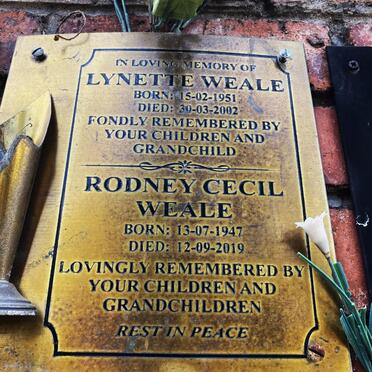 IN LOVING MEMORY OF
LYNETTE WEALE
BORN: 15-02-1951
DIED: 30-03-2002
FONDLY REMEMBERED BY
YOUR CHILDREN AND
GRANDCHILD
RODNEY CECIL
WEALE
BORN: 13-07-1947
DIED: 12-09-2019
LOVINGLY REMEMBERED BY
YOUR CHILDREN AND
GRANDCHILDREN
REST IN PEACE